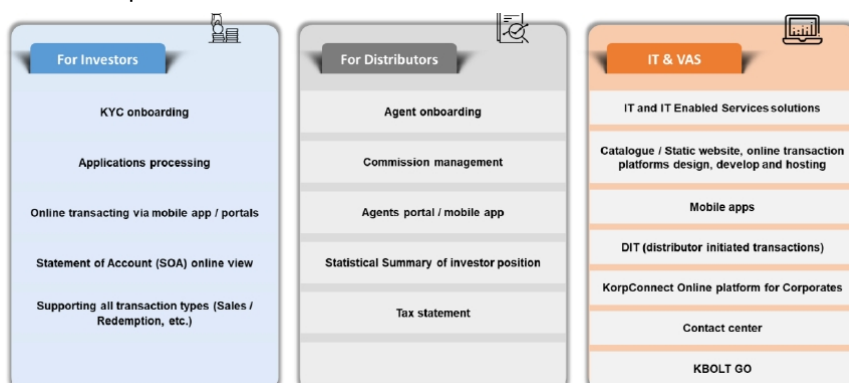 For Investors
KYC onboarding
Applications processing
Online transacting via mobile app / portals
Statement of Account (SOA) online view
Supporting all transaction types (Sales /
Redemption, etc.)
For Distributors
Agent onboarding
Commission management
Agents portal / mobile app
Statistical Summary of investor position
Tax statement
IT & VAS
IT and IT Enabled Services solutions
Catalogue / Static website, online transaction
platforms design, develop and hosting
Mobile apps
DIT (distributor initiated transactions)
KorpConnect Online platform for Corporates
Contact center
KBOLT GO